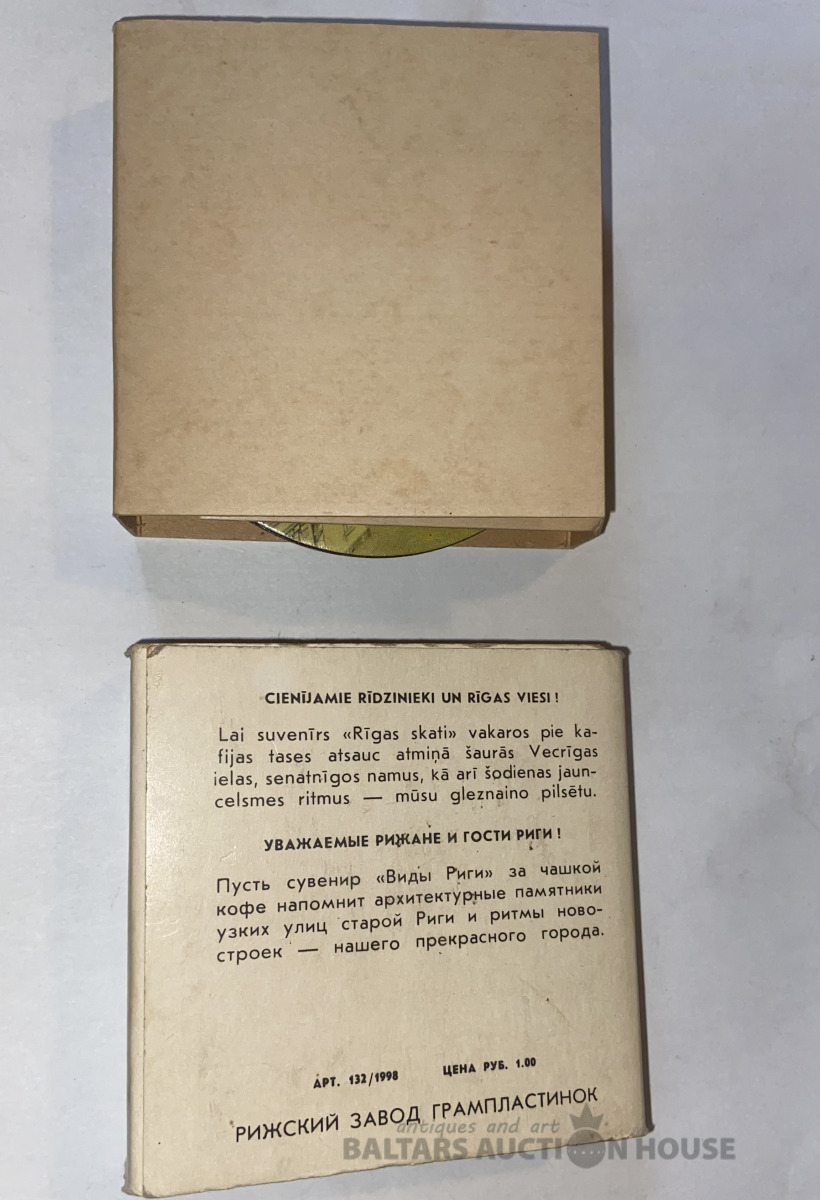 CIENĪJAMIE RĪDZINIEKI UN RĪGAS VIESI!
Lai suvenīrs «Rīgas skati» vakaros pie ka-
fijas tases atsauc atmiņā šaurās Vecrīgas
ielas, senatnīgos namus, kā arī šodienas jaun-
celsmes ritmus — mūsu gleznaino pilsētu.
УВАЖАЕМЫЕ РИЖАНЕ И ГОСТИ РИГИ!
Пусть сувенир «Виды Риги» за чашкой
кофе напомнит архитектурные памятники
узких улиц старой Риги и ритмы ново-
строек — нашего прекрасного города.
АРТ. 132/1998 ЦЕНА РУБ. 1.00
РИЖСКИЙ ЗАВОД ГРАМПЛАСТИНОК
antiques and art
BALTARS AUCTION HOUSE